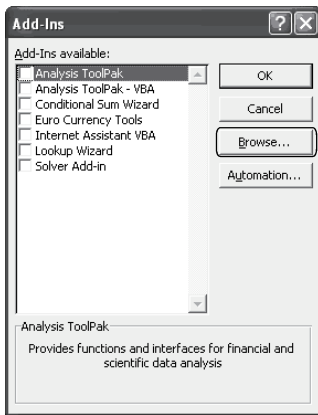 Add-Ins
Add-Ins available:
Analysis ToolPak
Analysis ToolPak - VBA
Conditional Sum Wizard
Euro Currency Tools
Internet Assistant VBA
Lookup Wizard
Solver Add-in
OK
Cancel
Browse...
Automation...
Analysis ToolPak
Provides functions and interfaces for financial and
scientific data analysis